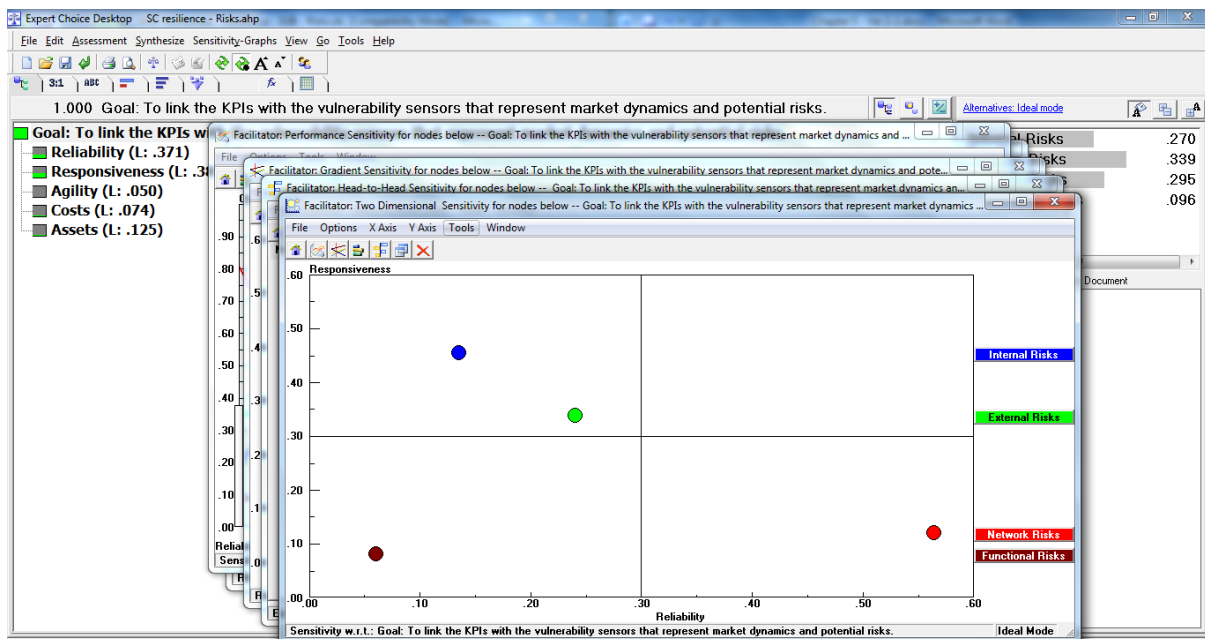 Expert Choice Desktop SC resilience - Risks.ahp
File Edit Assessment Synthesize Sensitivity-Graphs View Go Tools Help
3:1 ABC
1.000 Goal: To link the KPIs with the vulnerability sensors that represent market dynamics and potential risks.
Alternatives: Ideal mode
Goal: To link the KPIs
Reliability (L: .371)
Responsiveness (L:
Agility (L: .050)
Costs (L: .074)
Assets (L: .125)
Risks .270
Risks .339
.295
.096
Document
Facilitator: Performance Sensitivity for nodes below -- Goal: To link the KPIs with the vulnerability sensors that represent market dynamics and ...
File Options Tools Window
Facilitator: Gradient Sensitivity for nodes below -- Goal: To link the KPIs with the vulnerability sensors that represent market dynamics and pote...
Facilitator: Head-to-Head Sensitivity for nodes below -- Goal: To link the KPIs with the vulnerability sensors that represent market dynamics an...
Facilitator: Two Dimensional Sensitivity for nodes below -- Goal: To link the KPIs with the vulnerability sensors that represent market dynamics ...
File Options X Axis Y Axis Tools Window
.90
.80
.70
.60
.50
.40
.30
.20
.10
.00
Responsiveness
.60
.50
.40
.30
.20
.10
.00
.00 .10 .20 .30 .40 .50 .60
Reliability
Internal Risks
External Risks
Network Risks
Functional Risks
Sensitivity w.r.t.: Goal: To link the KPIs with the vulnerability sensors that represent market dynamics and potential risks.
Ideal Mode